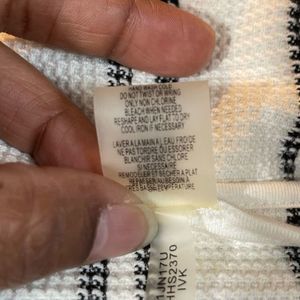 HAND WASH COLD
DO NOT TWIST OR WRING
ONLY NON CHLORINE
BLEACH WHEN NEEDED
RESHAPE AND LAY FLAT TO DRY
COOL IRON IF NECESSARY
LAVER A LA MAIN A L'EAU FROIDE
NE PAS TORDRE OU ESSORER
BLANCHIR SANS CHLORE
SI NECESSAIRE
REMODELER ET SECHER A PLAT
REPASSER AU BESOIN A
TRES BASSE TEMPERATURE
JUN17U
HHS2370
IVK